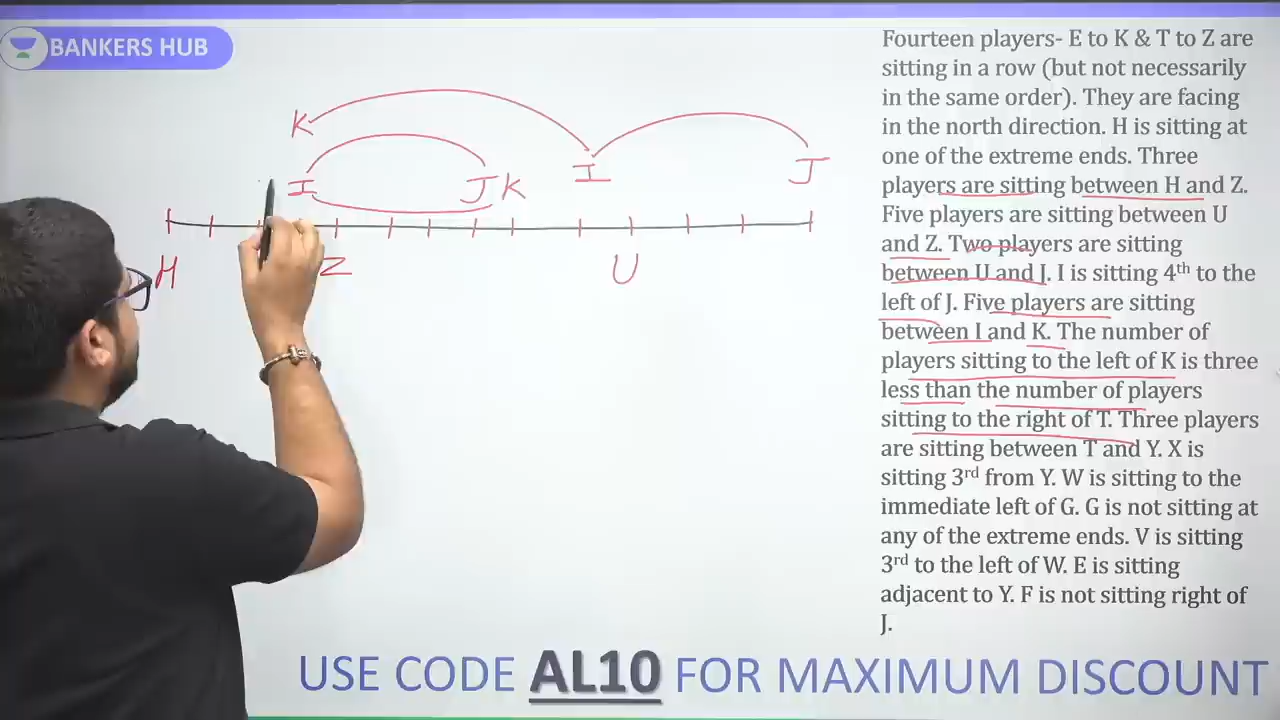 BANKERS HUB
Fourteen players- E to K & T to Z are
sitting in a row (but not necessarily
in the same order). They are facing
in the north direction. H is sitting at
one of the extreme ends. Three
players are sitting between H and Z.
Five players are sitting between U
and Z. Two players are sitting
between U and J. I is sitting 4th to the
left of J. Five players are sitting
between I and K. The number of
players sitting to the left of K is three
less than the number of players
sitting to the right of T. Three players
are sitting between T and Y. X is
sitting 3rd from Y. W is sitting to the
immediate left of G. G is not sitting at
any of the extreme ends. V is sitting
3rd to the left of W. E is sitting
adjacent to Y. F is not sitting right of
J.
K
I J K I J
H Z U
USE CODE AL10 FOR MAXIMUM DISCOUNT